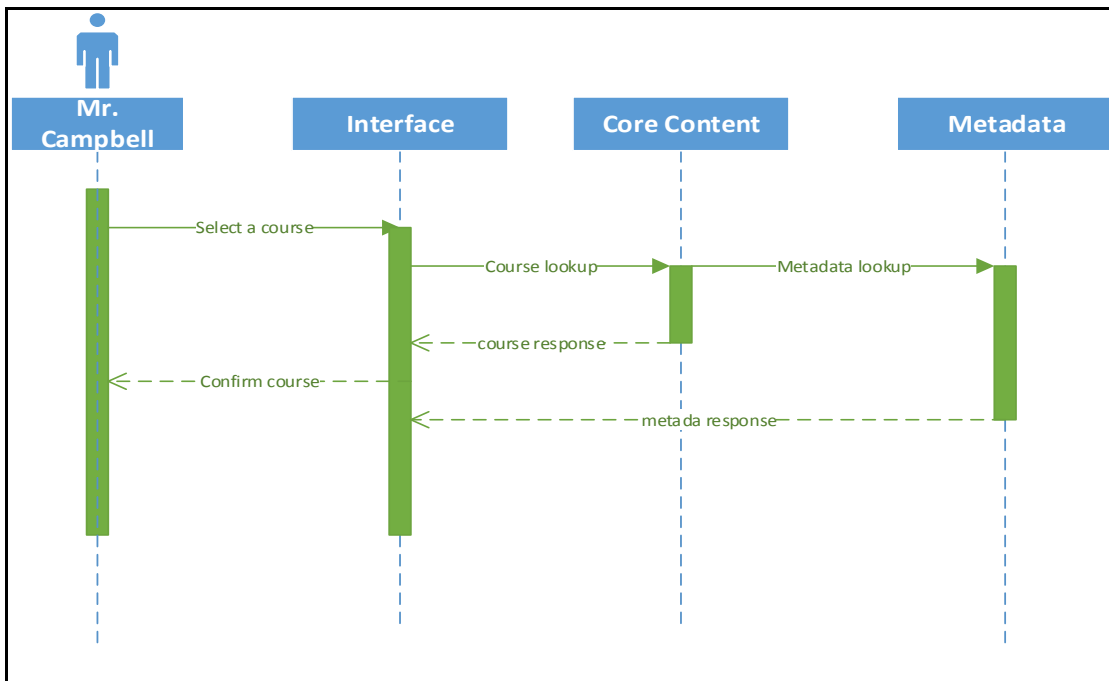 Mr.
Campbell
Interface
Core Content
Metadata
Select a course
Course lookup
Metadata lookup
course response
Confirm course
metada response